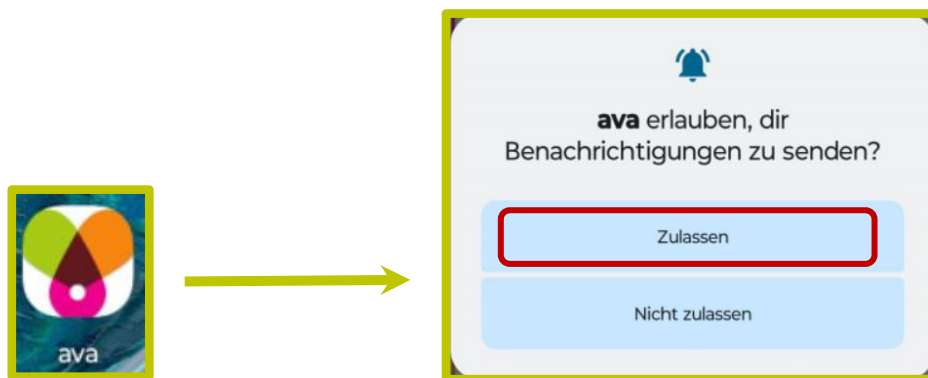 ava
ava erlauben, dir
Benachrichtigungen zu senden?
Zulassen
Nicht zulassen